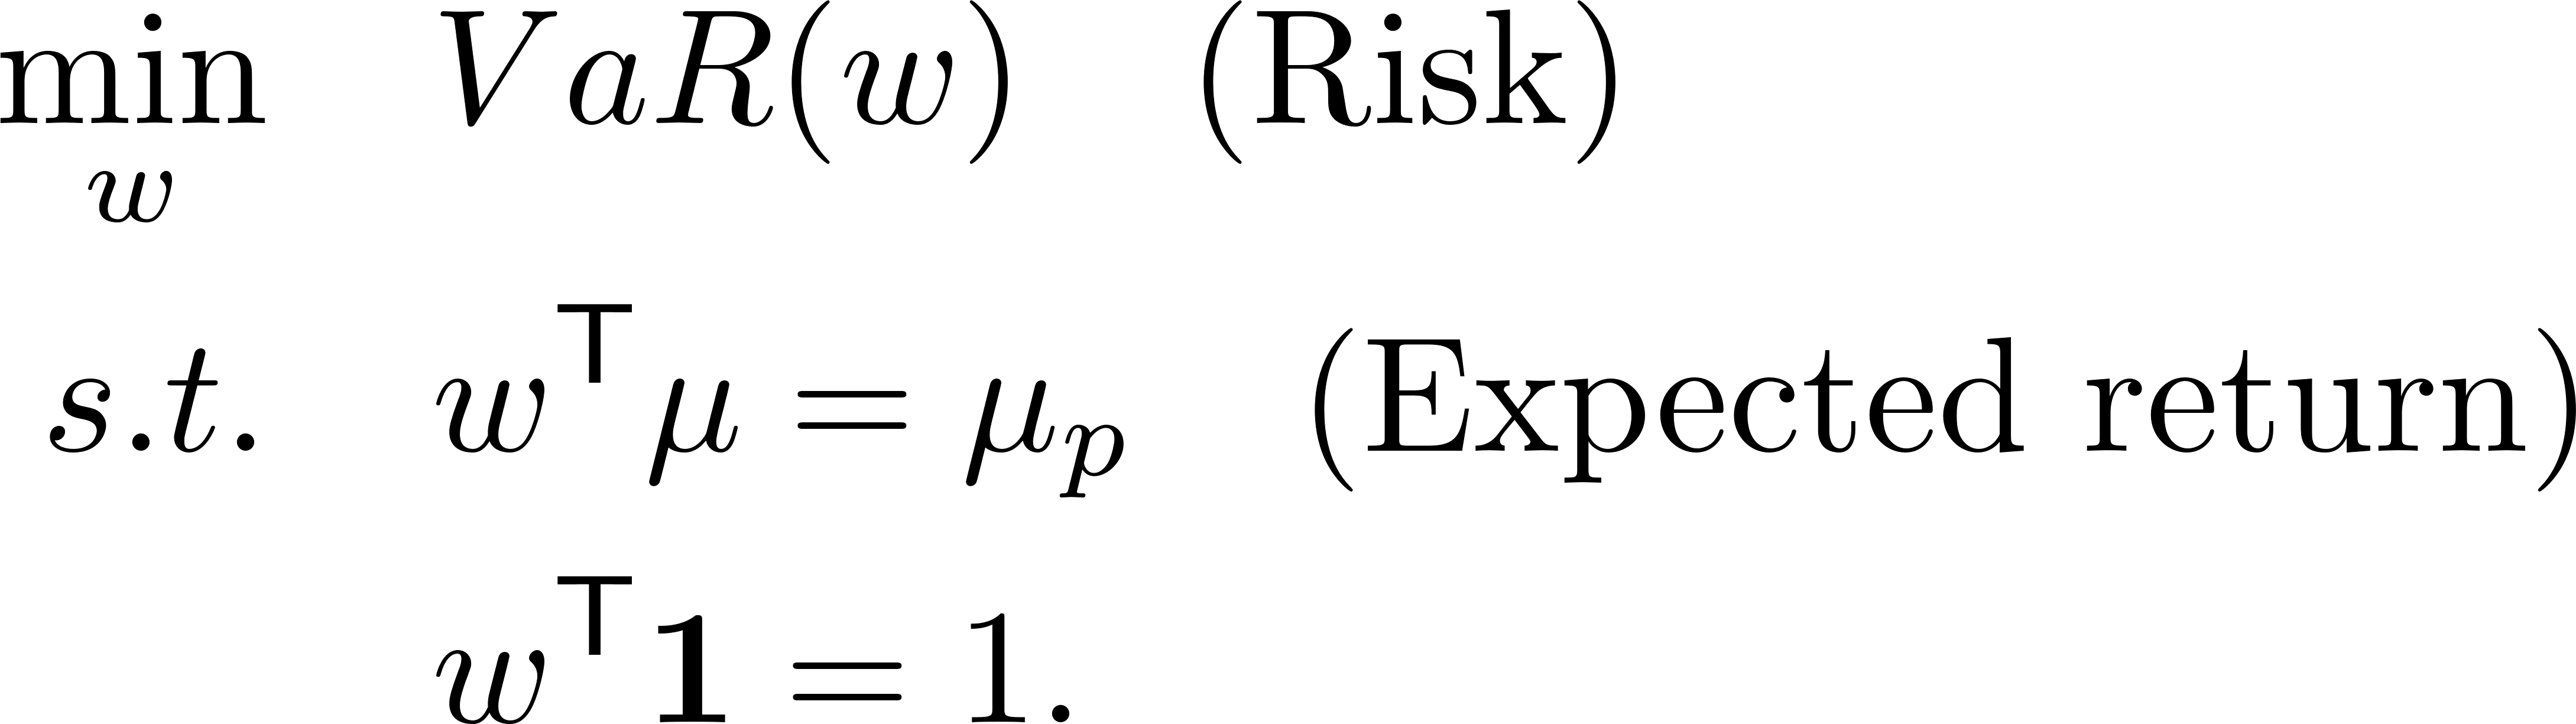 min VaR(w) (Risk)
w
s.t. w⊤μ = μp (Expected return)
w⊤1 = 1.